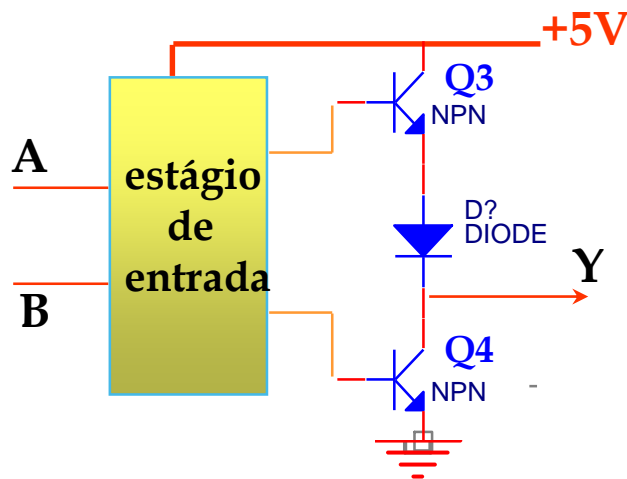 +5V
Q3
NPN
A
estágio
de
entrada
D?
DIODE
Y
B
Q4
NPN